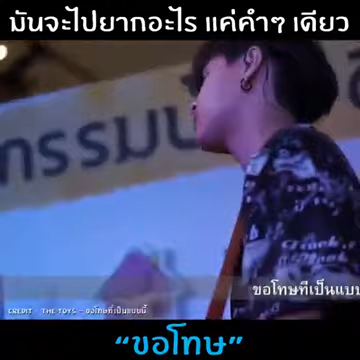 มันจะไปยากอะไร แค่คำๆ เดียว
กรรมป
ขอโทษที่เป็นแบบ
CREDIT : THE TOYS - ขอโทษที่เป็นแบบนี้
“ขอโทษ”